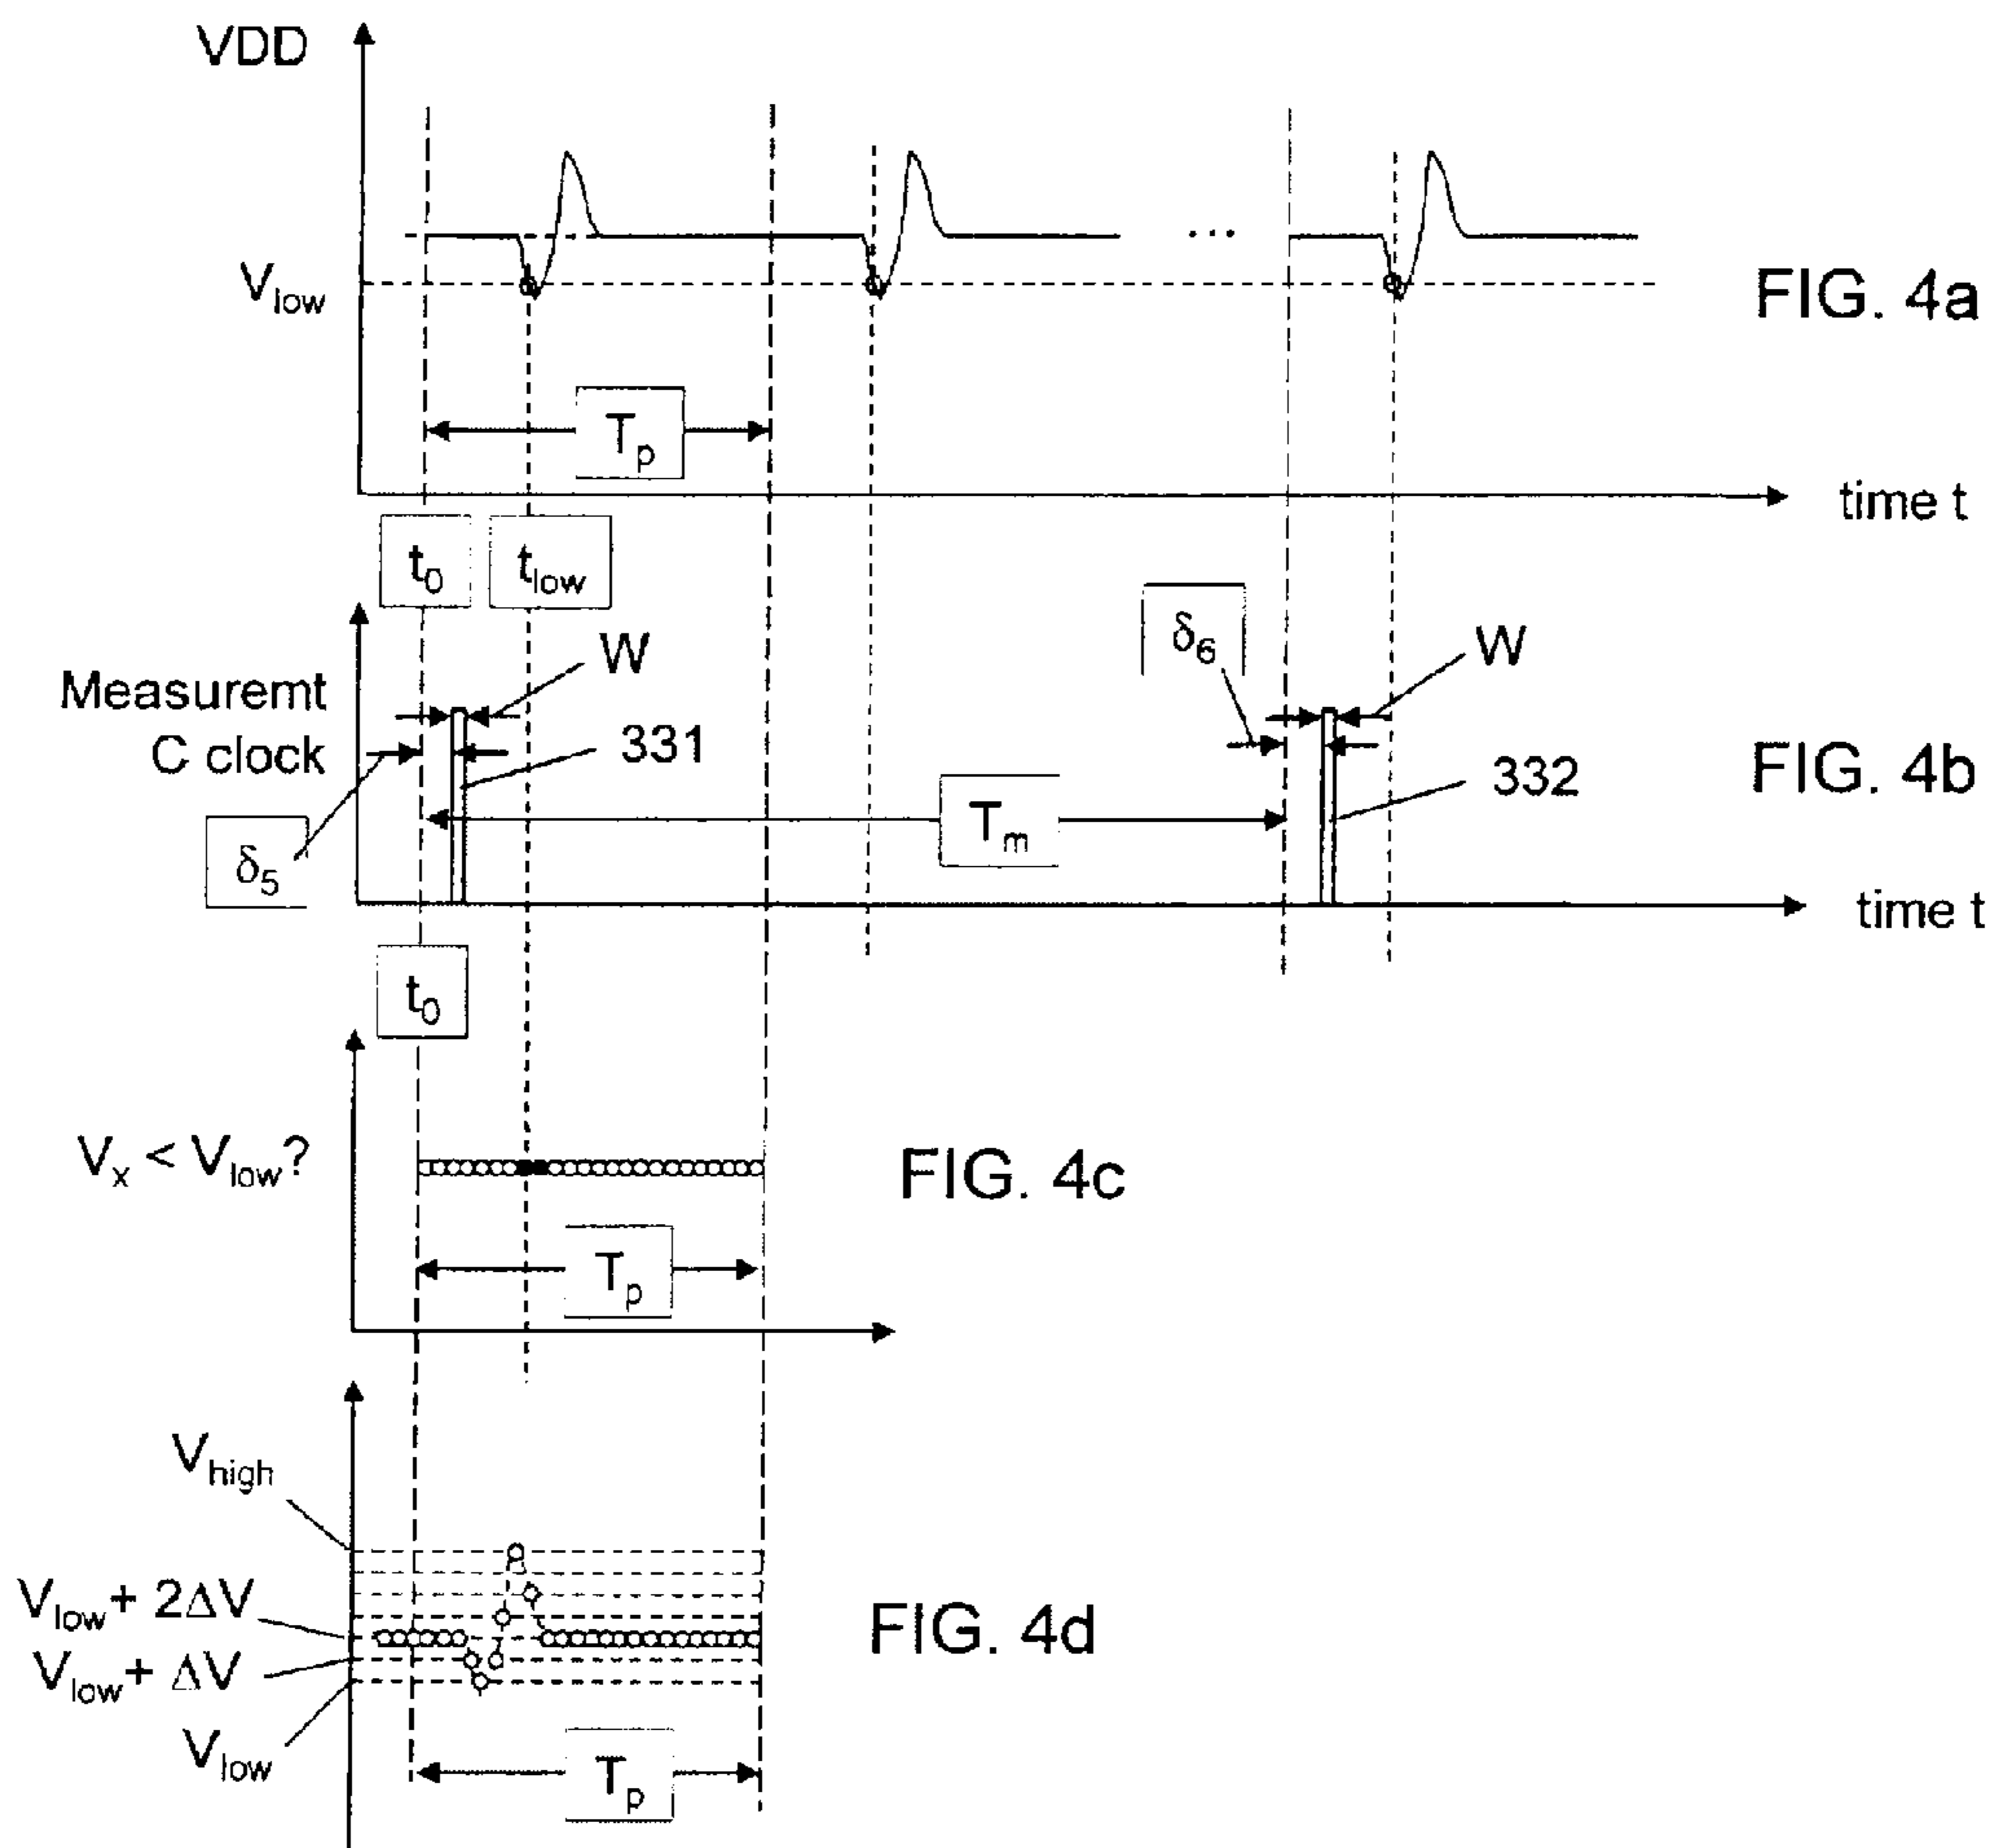 VDD
V_low
FIG. 4a
T_p
time t
t_0
t_low
δ_6
W
W
Measuremt
C clock
331
332
FIG. 4b
T_m
δ_5
time t
t_0
V_x < V_low?
FIG. 4c
T_p
V_high
V_low + 2ΔV
FIG. 4d
V_low + ΔV
V_low
T_p
...